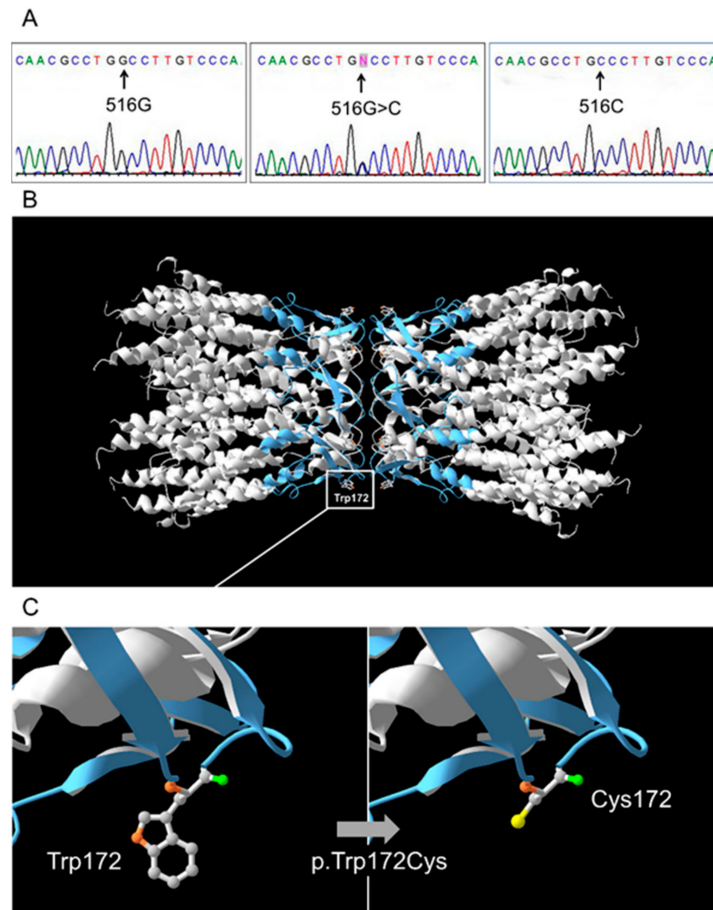 A
CAACGCCTGGCCTTGTCCCA
516G
CAACGCCTGNCCTTGTCCCA
516G>C
CAACGCCTGCCCTTGTCCCA
516C
B
Trp172
C
Trp172
p.Trp172Cys
Cys172